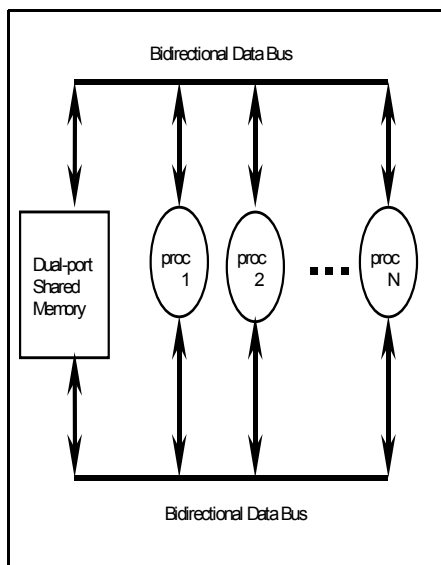 Bidirectional Data Bus
Dual-port
Shared
Memory
proc
1
proc
2
proc
N
Bidirectional Data Bus